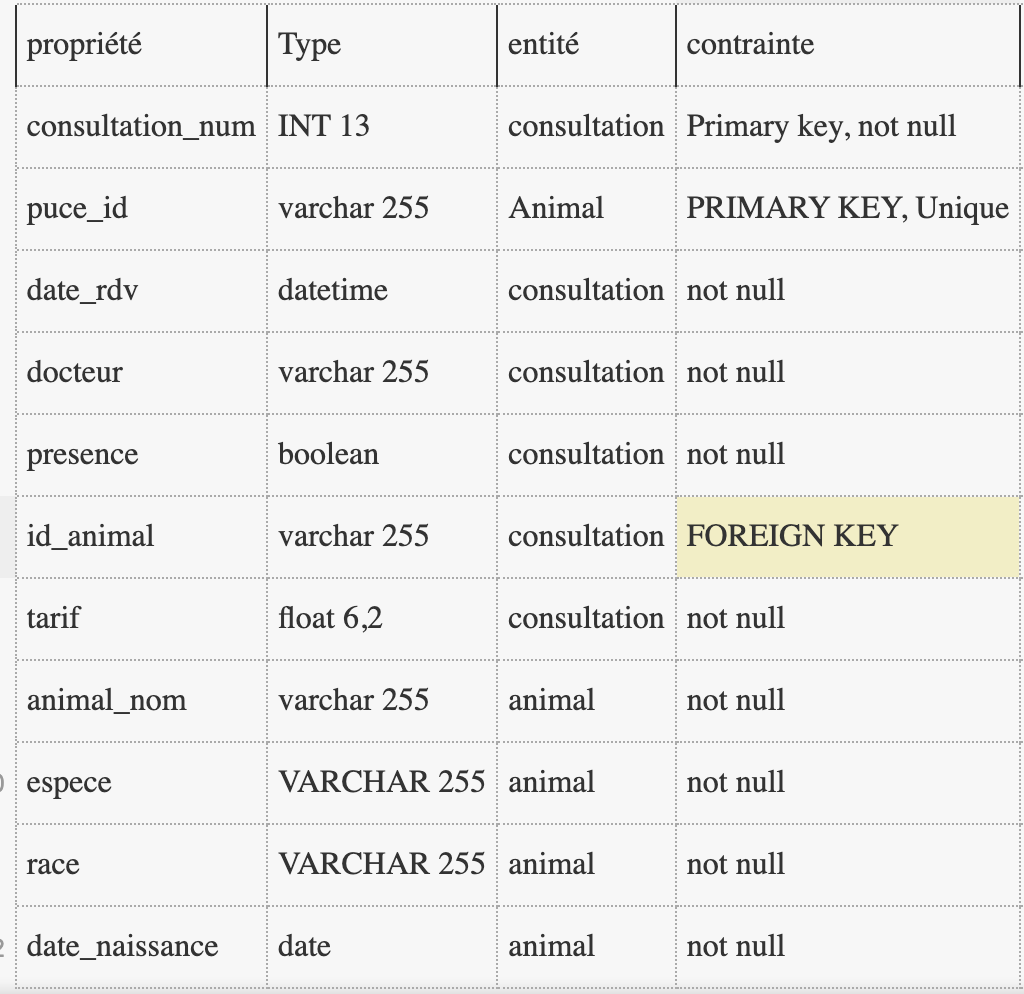 propriété Type entité contrainte
consultation_num INT 13 consultation Primary key, not null
puce_id varchar 255 Animal PRIMARY KEY, Unique
date_rdv datetime consultation not null
docteur varchar 255 consultation not null
presence boolean consultation not null
id_animal varchar 255 consultation FOREIGN KEY
tarif float 6,2 consultation not null
animal_nom varchar 255 animal not null
espece VARCHAR 255 animal not null
race VARCHAR 255 animal not null
date_naissance date animal not null